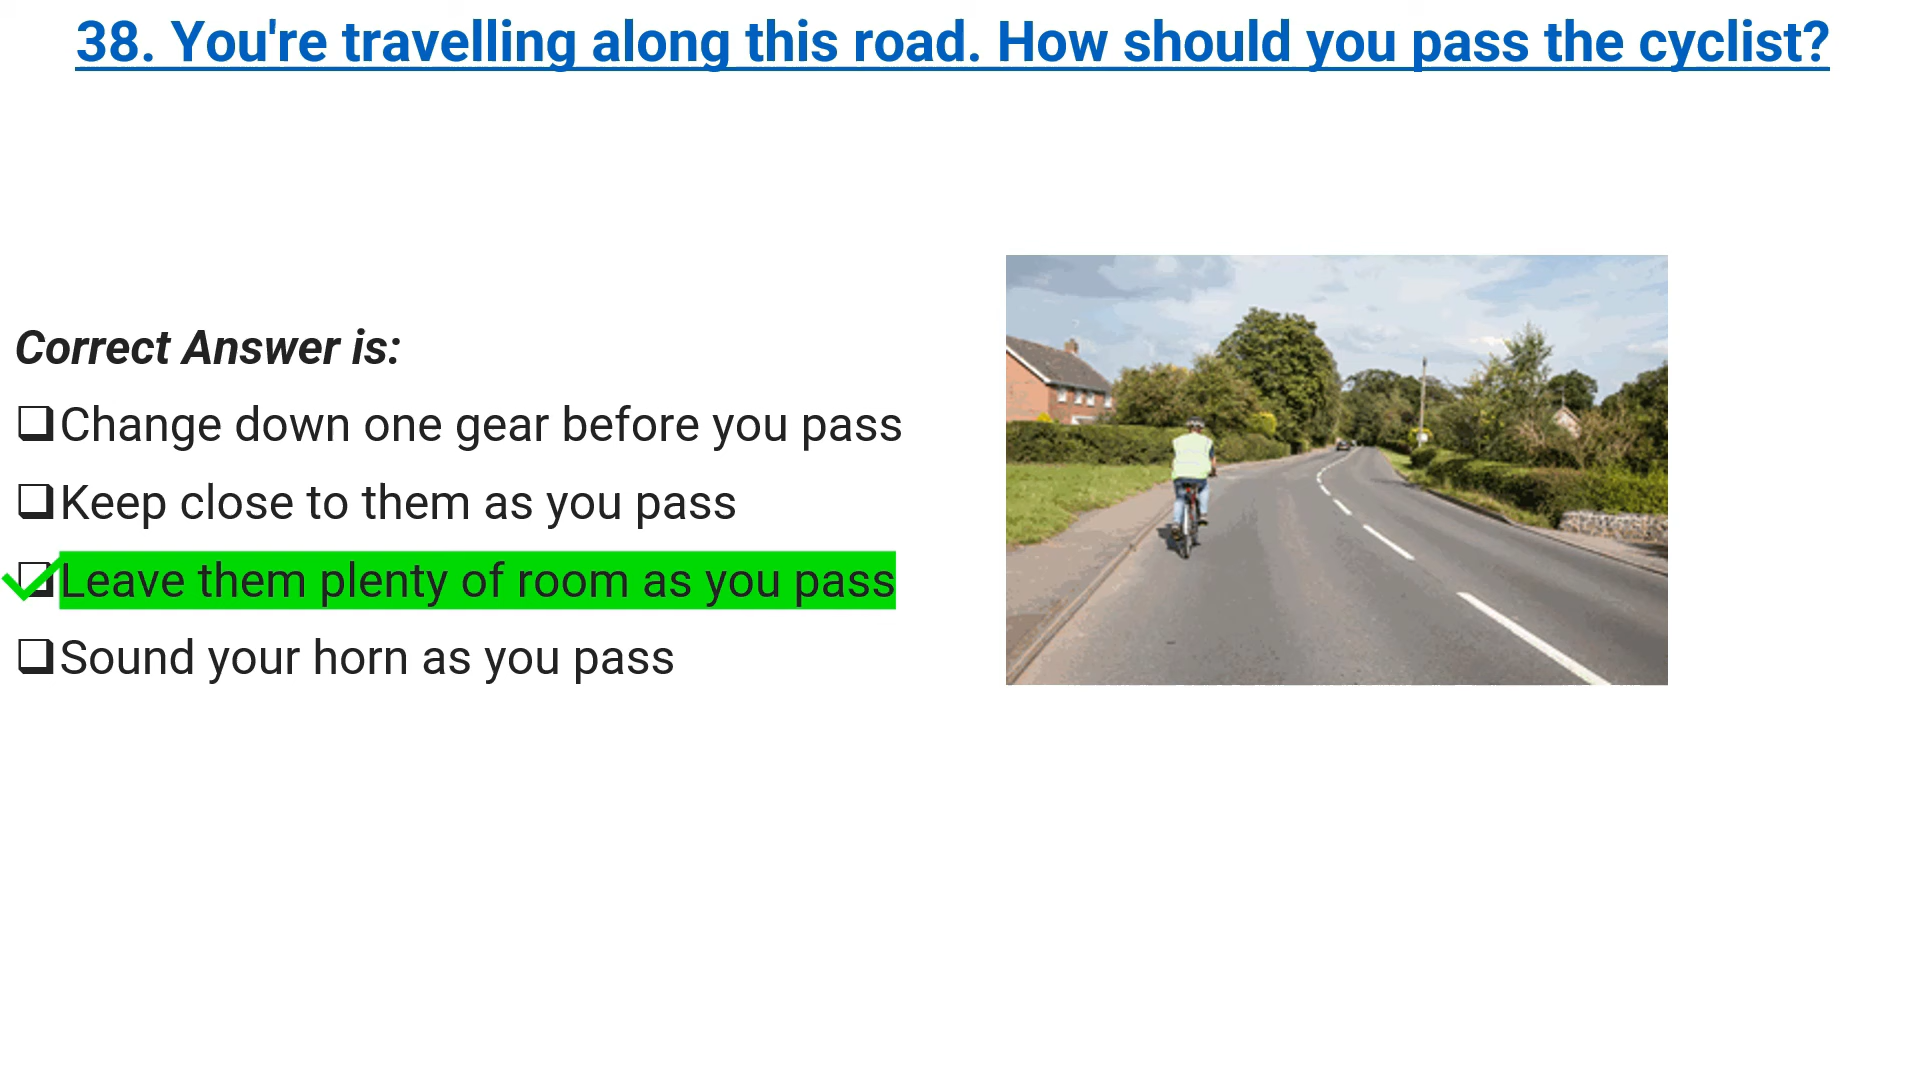 38. You're travelling along this road. How should you pass the cyclist?
Correct Answer is:
Change down one gear before you pass
Keep close to them as you pass
Leave them plenty of room as you pass
Sound your horn as you pass